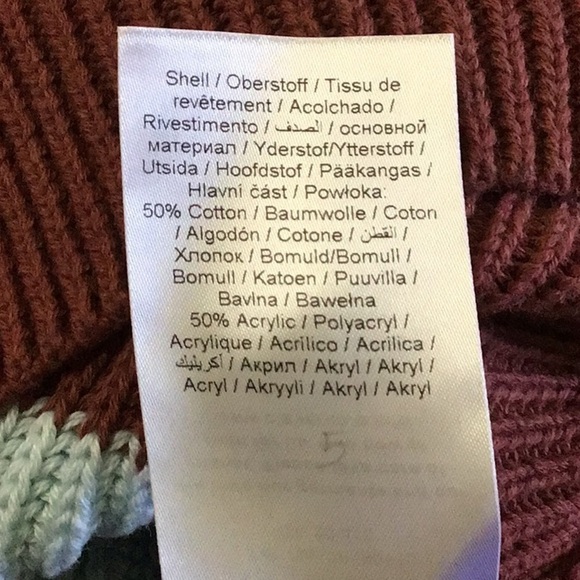 Shell / Oberstoff / Tissu de
revêtement / Acolchado /
Rivestimento / الصدف / основной
материал / Yderstof/Ytterstoff /
Utsida / Hoofdstof / Pääkangas /
Hlavní část / Powłoka:
50% Cotton / Baumwolle / Coton
/ Algodón / Cotone / القطن /
Хлопок / Bomuld/Bomull /
Bomull / Katoen / Puuvilla /
Bavlna / Bawełna
50% Acrylic / Polyacryl /
Acrylique / Acrílico / Acrilica /
أكريليك / Акрил / Akryl / Akryl /
Acryl / Akryyli / Akryl / Akryl
5